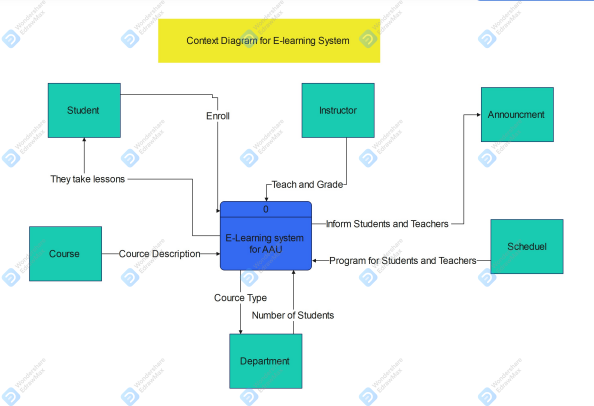 Context Diagram for E-learning System
Student
Instructor
Announcment
Enroll
They take lessons
Teach and Grade
0
E-Learning system
for AAU
Inform Students and Teachers
Course
Cource Description
Scheduel
Program for Students and Teachers
Cource Type
Number of Students
Department
Wondershare
EdrawMax